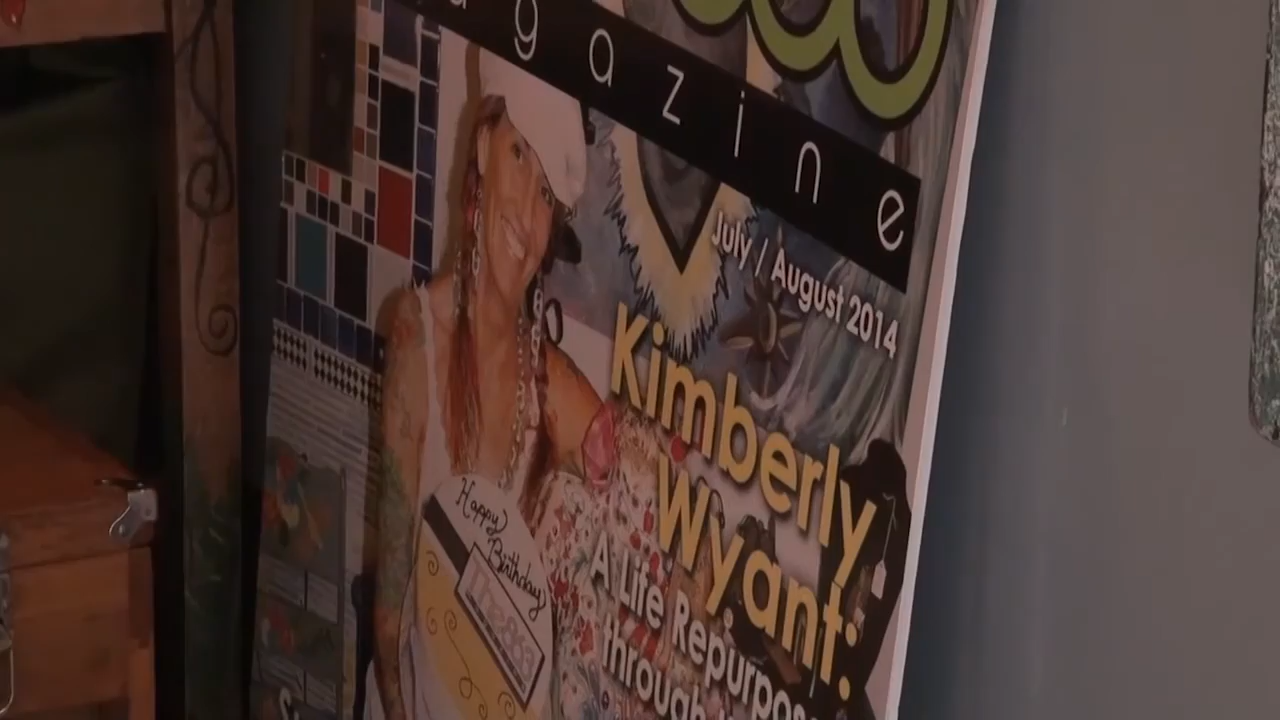 agazine
July / August 2014
Kimberly
Wyant:
A Life Repurpos
through
Happy
Birthday